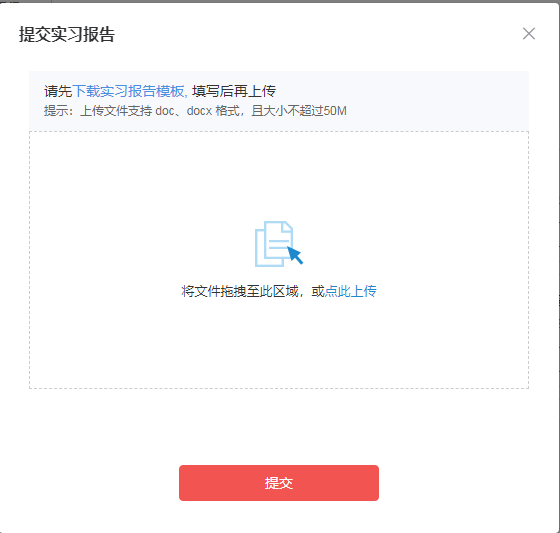 提交实习报告
请先下载实习报告模板, 填写后再上传
提示：上传文件支持 doc、docx 格式，且大小不超过50M
将文件拖拽至此区域，或点此上传
提交